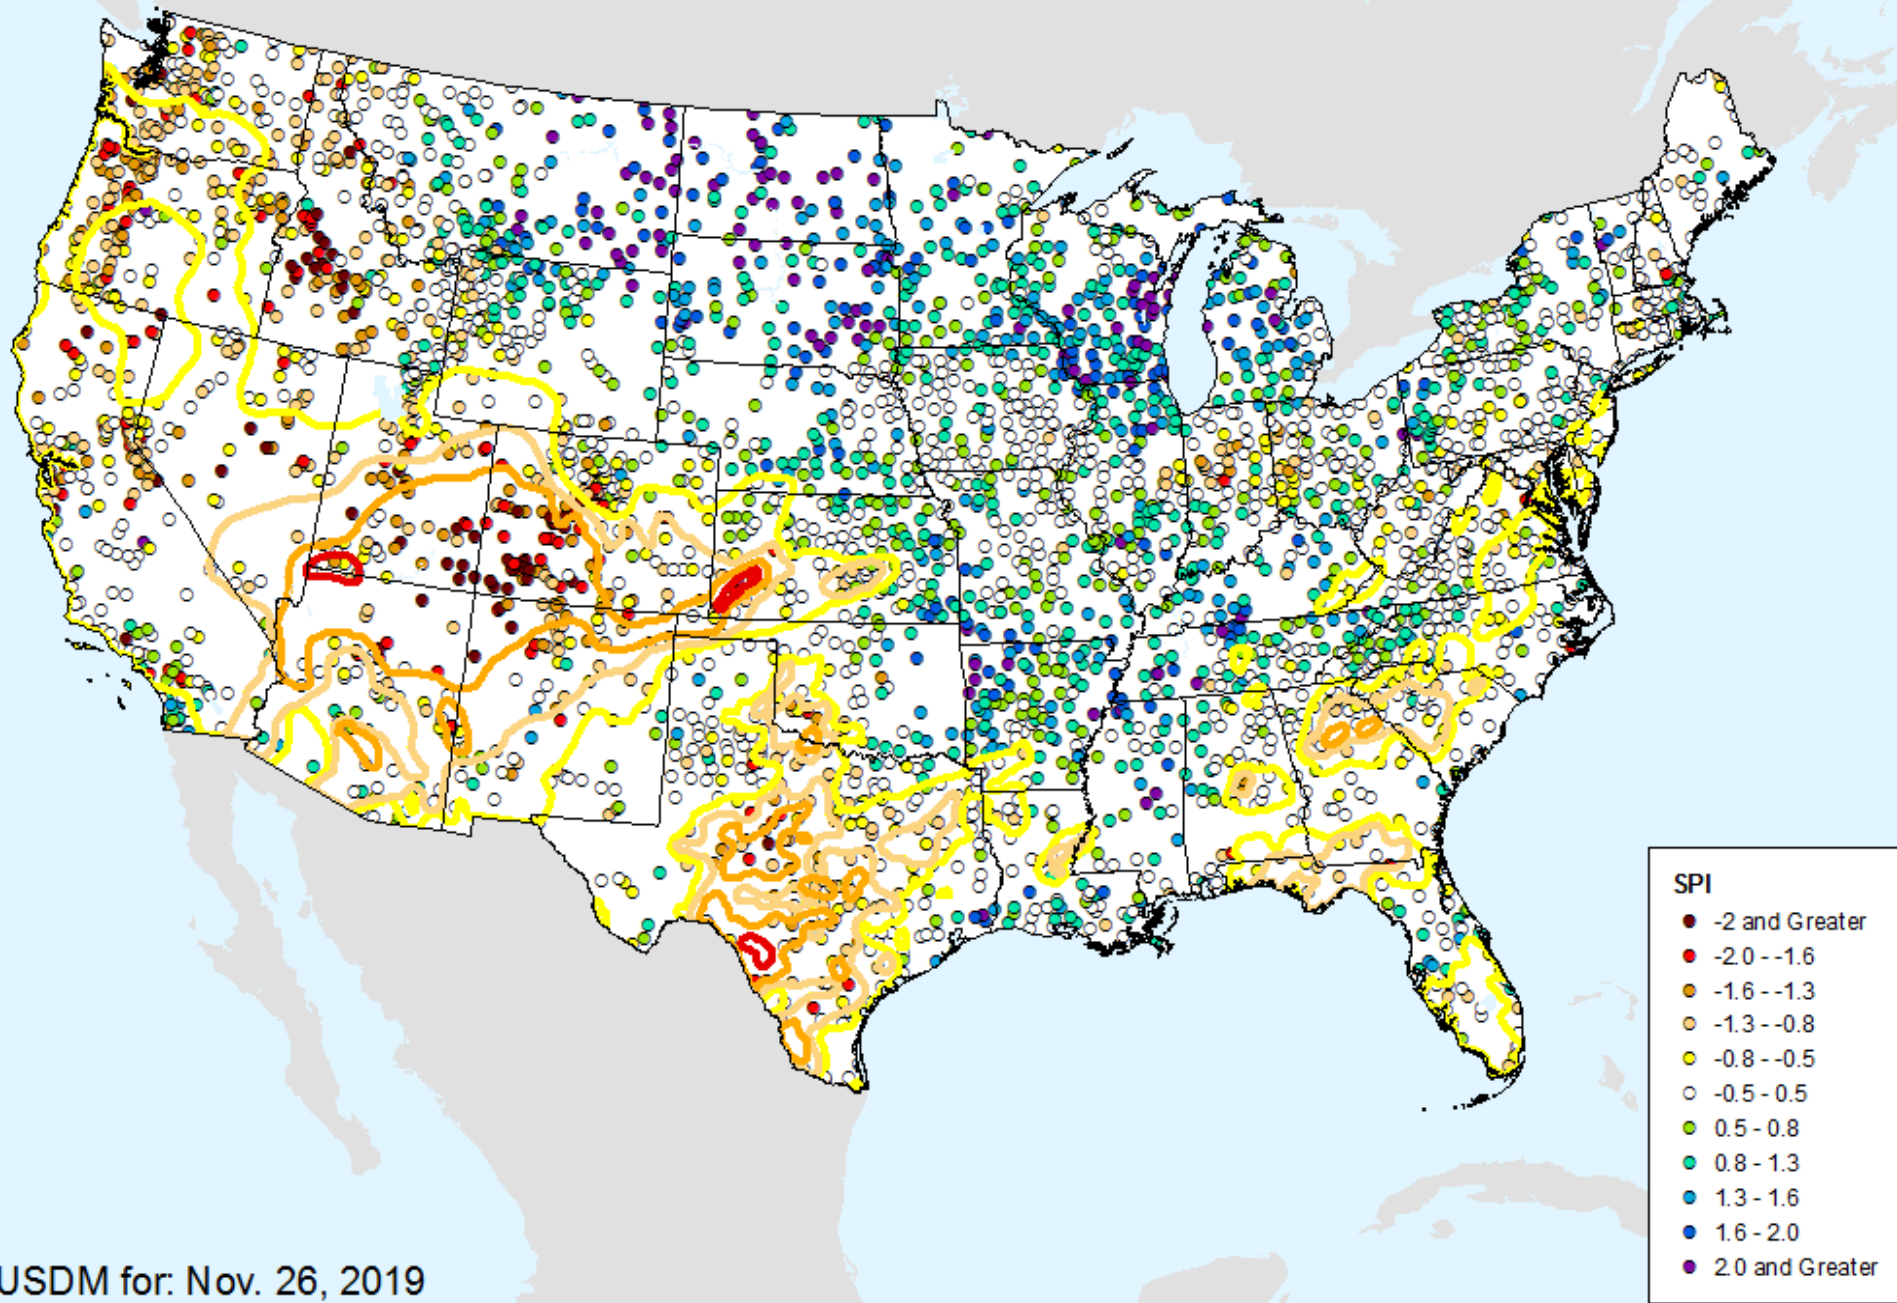 SPI
-2 and Greater
-2.0 - -1.6
-1.6 - -1.3
-1.3 - -0.8
-0.8 - -0.5
-0.5 - 0.5
0.5 - 0.8
0.8 - 1.3
1.3 - 1.6
1.6 - 2.0
2.0 and Greater
USDM for: Nov. 26, 2019